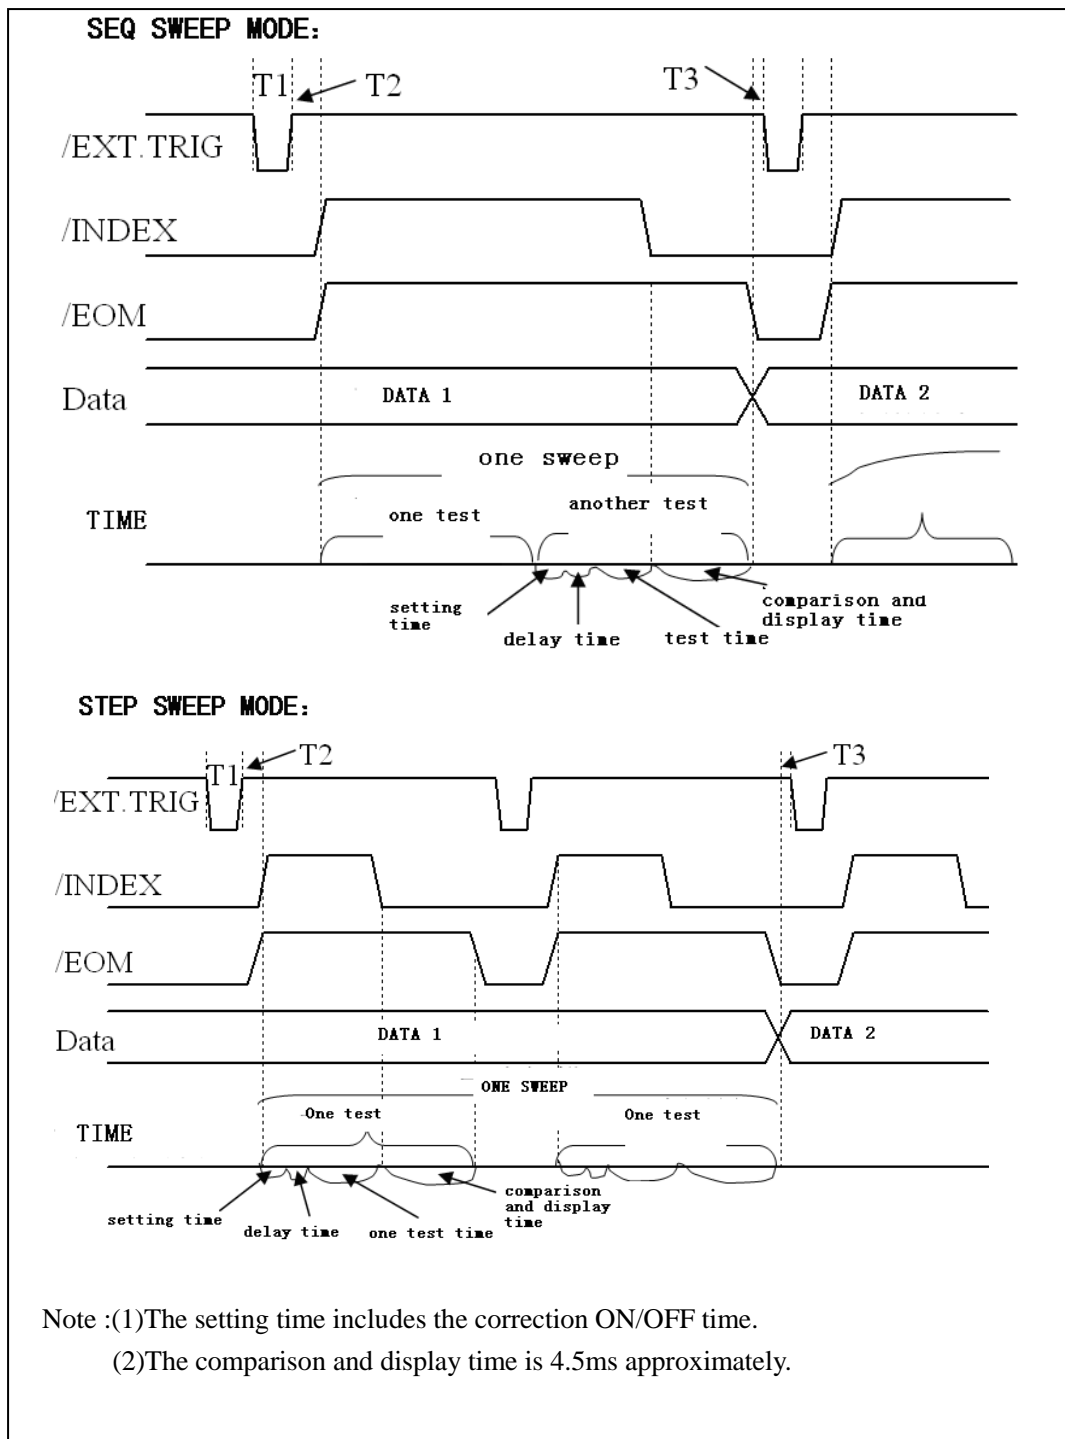 SEQ SWEEP MODE:
T1
T2
T3
/EXT.TRIG
/INDEX
/EOM
Data
DATA 1
DATA 2
one sweep
TIME
one test
another test
setting
time
delay time
test time
comparison and
display time
STEP SWEEP MODE:
T1
T2
T3
/EXT.TRIG
/INDEX
/EOM
Data
DATA 1
DATA 2
ONE SWEEP
TIME
One test
One test
setting time
delay time
one test time
comparison
and display
time
Note :(1)The setting time includes the correction ON/OFF time.
(2)The comparison and display time is 4.5ms approximately.